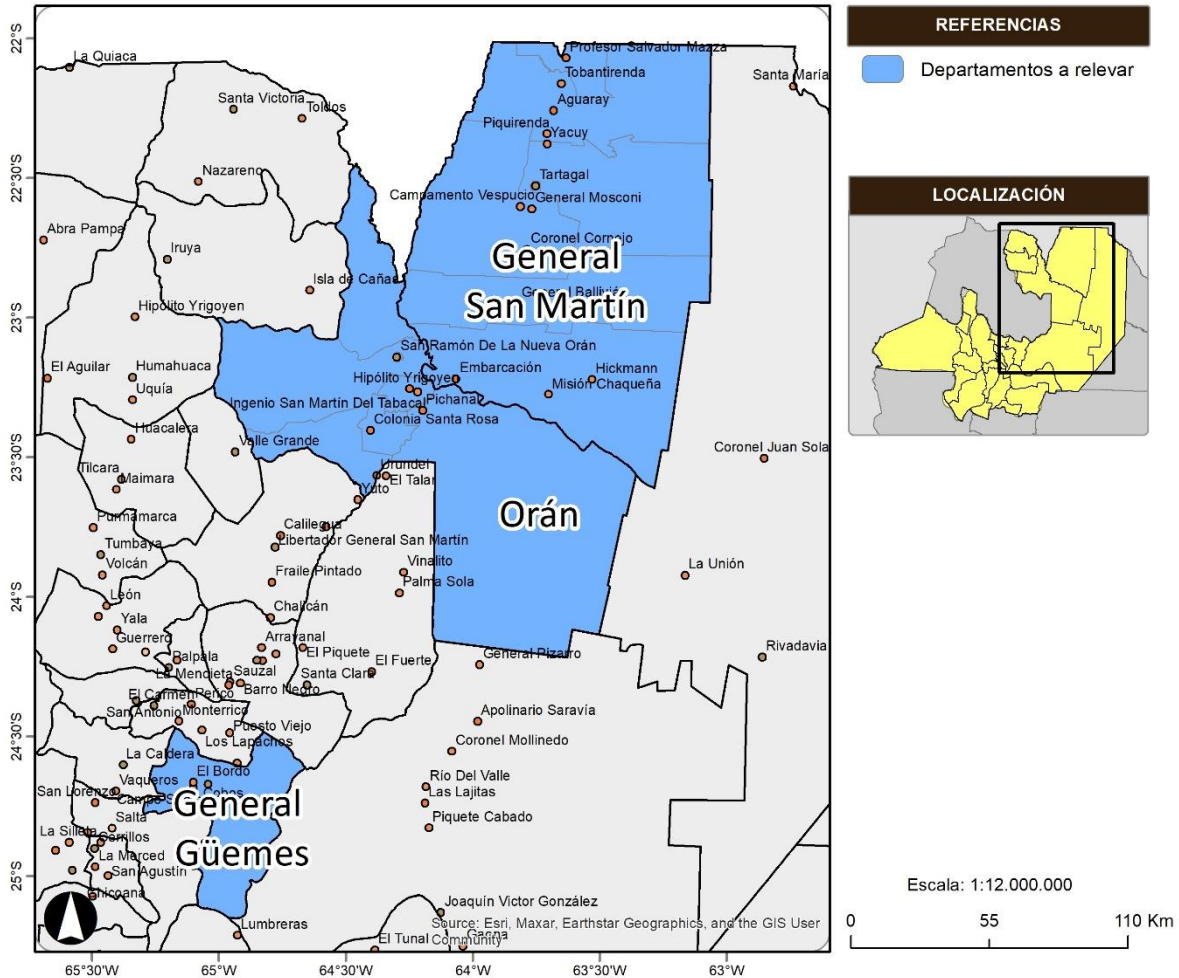 22°S
22°30'S
23°S
23°30'S
24°S
24°30'S
25°S
La Quiaca
Profesor Salvador Mazza
Santa María
Tobantirenda
Santa Victoria
Toldos
Aguaray
Piquirenda
Yacuy
Nazareno
Tartagal
Campamento Vespucio
General Mosconi
Abra Pampa
Iruya
Coronel Cornejo
General
San Martín
Isla de Cañas
General Ballivián
Hipólito Yrigoyen
San Ramón De La Nueva Orán
El Aguilar
Humahuaca
Hipólito Yrigoyen
Embarcación
Hickmann
Uquía
Misión Chaqueña
Ingenio San Martín Del Tabacal
Pichanal
Huacalera
Colonia Santa Rosa
Valle Grande
Coronel Juan Sola
Tilcara
Maimara
Urundel
El Talar
Yuto
Purmamarca
Orán
Calilegua
Tumbaya
Libertador General San Martín
Volcán
Vinalito
La Unión
Fraile Pintado
Palma Sola
León
Chalicán
Yala
Guerrero
Arrayanal
El Piquete
General Pizarro
Rivadavia
Palpala
La Mendieta
Sauzal
Santa Clara
El Fuerte
Barro Negro
El Carmen
Perico
San Antonio
Monterrico
Apolinario Saravia
Puesto Viejo
Los Lapachos
Coronel Mollinedo
La Caldera
El Bordo
Vaqueros
Cobos
Río Del Valle
San Lorenzo
Las Lajitas
General
Güemes
Salta
Piquete Cabado
La Silleta
Cerrillos
La Merced
San Agustín
Chicoana
Joaquín Victor González
Lumbreras
El Tunal
Gaona
Source: Esri, Maxar, Earthstar Geographics, and the GIS User
Community
65°30'W
65°W
64°30'W
64°W
63°30'W
63°W
REFERENCIAS
Departamentos a relevar
LOCALIZACIÓN
Escala: 1:12.000.000
0 55 110 Km